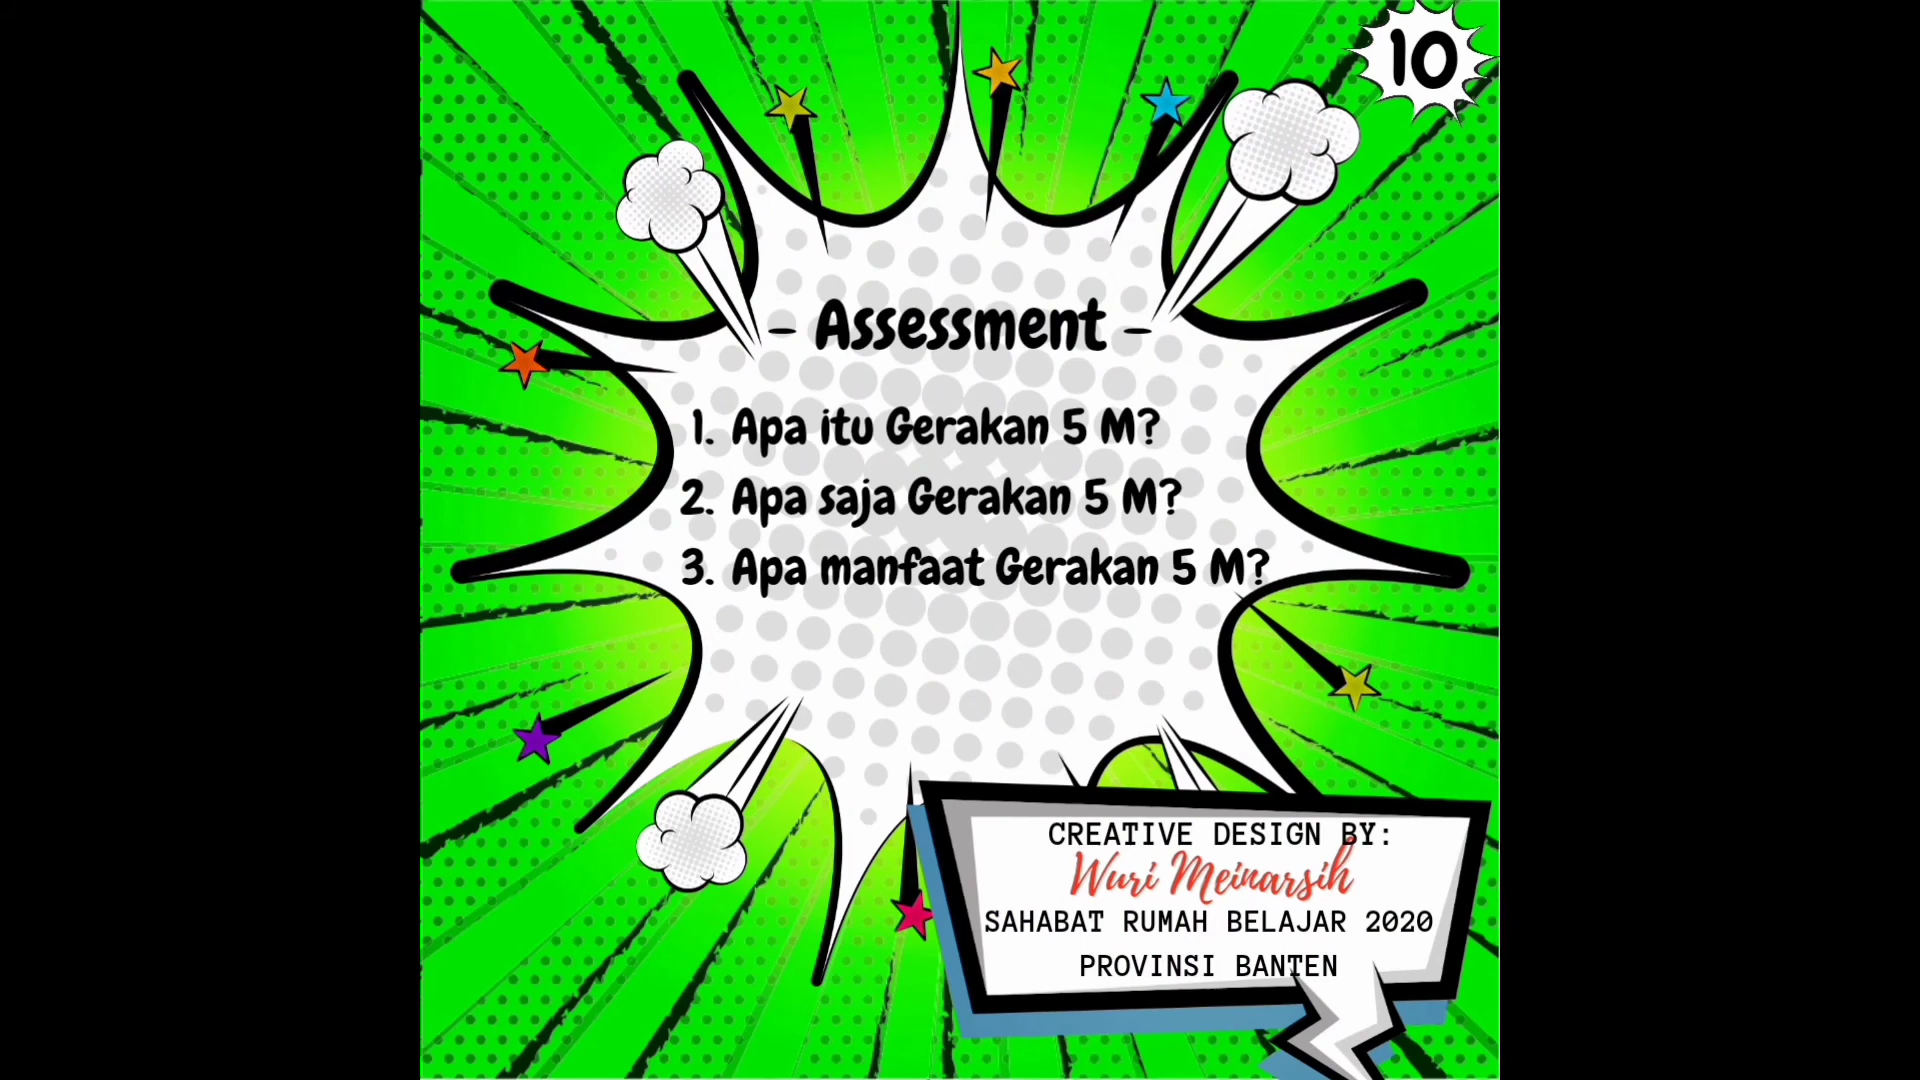 10
- Assessment -
1. Apa itu Gerakan 5 M?
2. Apa saja Gerakan 5 M?
3. Apa manfaat Gerakan 5 M?
CREATIVE DESIGN BY:
Wuri Meinarsih
SAHABAT RUMAH BELAJAR 2020
PROVINSI BANTEN